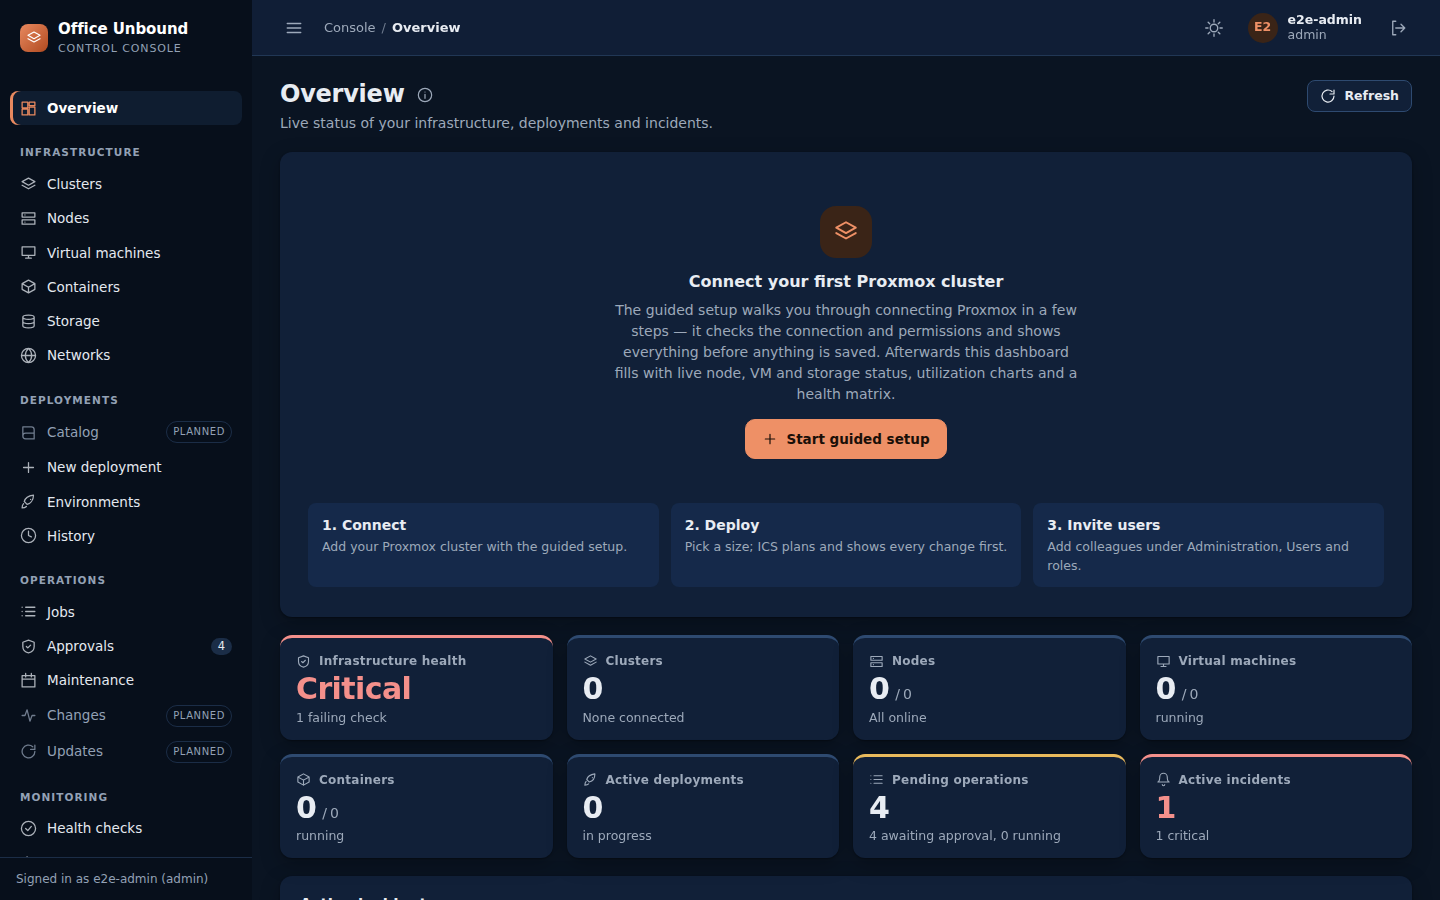 Office Unbound
CONTROL CONSOLE
Overview
INFRASTRUCTURE
Clusters
Nodes
Virtual machines
Containers
Storage
Networks
DEPLOYMENTS
Catalog PLANNED
New deployment
Environments
History
OPERATIONS
Jobs
Approvals 4
Maintenance
Changes PLANNED
Updates PLANNED
MONITORING
Health checks
Signed in as e2e-admin (admin)
Console / Overview
E2 e2e-admin
admin
Overview
Refresh
Live status of your infrastructure, deployments and incidents.
Connect your first Proxmox cluster
The guided setup walks you through connecting Proxmox in a few
steps — it checks the connection and permissions and shows
everything before anything is saved. Afterwards this dashboard
fills with live node, VM and storage status, utilization charts and a
health matrix.
Start guided setup
1. Connect
Add your Proxmox cluster with the guided setup.
2. Deploy
Pick a size; ICS plans and shows every change first.
3. Invite users
Add colleagues under Administration, Users and
roles.
Infrastructure health
Critical
1 failing check
Clusters
0
None connected
Nodes
0 / 0
All online
Virtual machines
0 / 0
running
Containers
0 / 0
running
Active deployments
0
in progress
Pending operations
4
4 awaiting approval, 0 running
Active incidents
1
1 critical